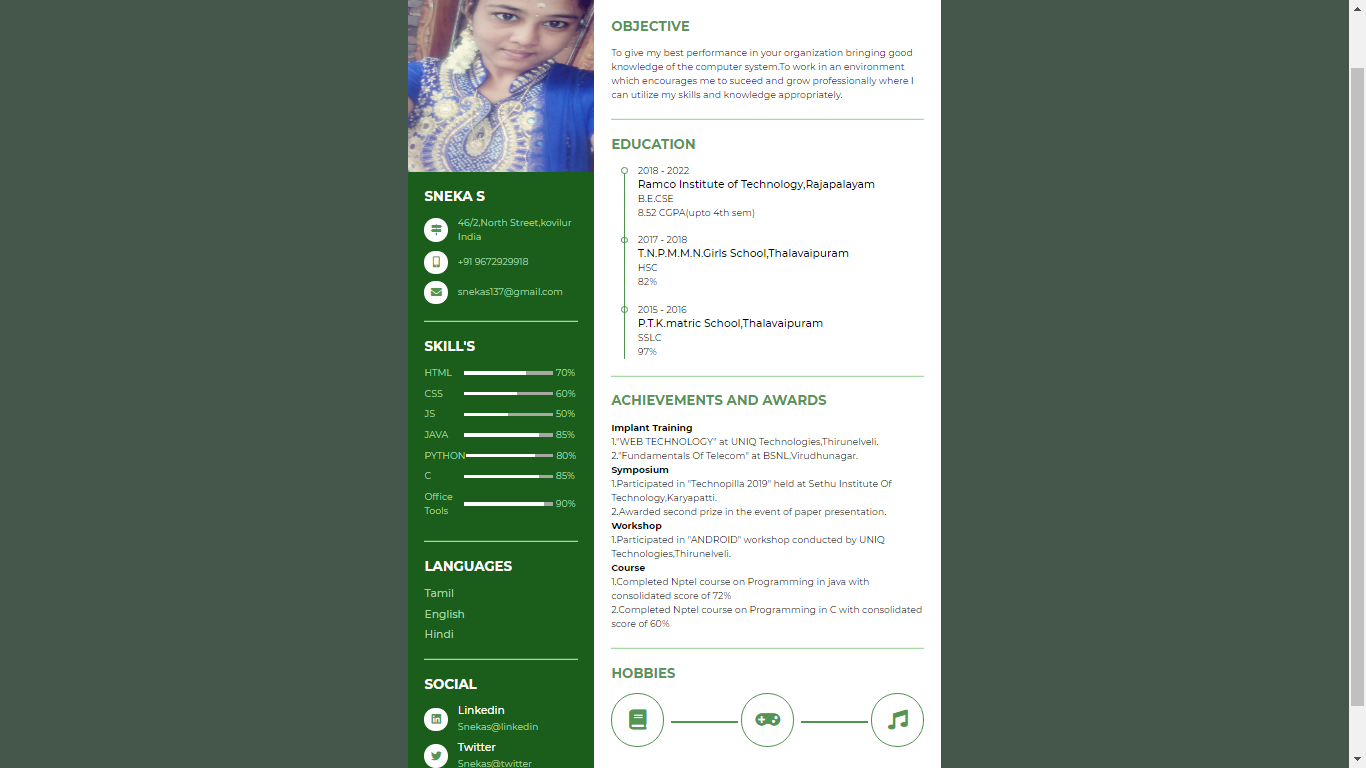 SNEKA S
46/2,North Street,kovilur
India
+91 9672929918
snekas137@gmail.com
SKILL'S
HTML 70%
CSS 60%
JS 50%
JAVA 85%
PYTHON 80%
C 85%
Office
Tools 90%
LANGUAGES
Tamil
English
Hindi
SOCIAL
Linkedin
Snekas@linkedin
Twitter
Snekas@twitter
OBJECTIVE
To give my best performance in your organization bringing good
knowledge of the computer system.To work in an environment
which encourages me to suceed and grow professionally where I
can utilize my skills and knowledge appropriately.
EDUCATION
2018 - 2022
Ramco Institute of Technology,Rajapalayam
B.E.CSE
8.52 CGPA(upto 4th sem)
2017 - 2018
T.N.P.M.M.N.Girls School,Thalavaipuram
HSC
82%
2015 - 2016
P.T.K.matric School,Thalavaipuram
SSLC
97%
ACHIEVEMENTS AND AWARDS
Implant Training
1."WEB TECHNOLOGY" at UNIQ Technologies,Thirunelveli.
2."Fundamentals Of Telecom" at BSNL,Virudhunagar.
Symposium
1.Participated in "Technopilla 2019" held at Sethu Institute Of
Technology,Karyapatti.
2.Awarded second prize in the event of paper presentation.
Workshop
1.Participated in "ANDROID" workshop conducted by UNIQ
Technologies,Thirunelveli.
Course
1.Completed Nptel course on Programming in java with
consolidated score of 72%
2.Completed Nptel course on Programming in C with consolidated
score of 60%
HOBBIES